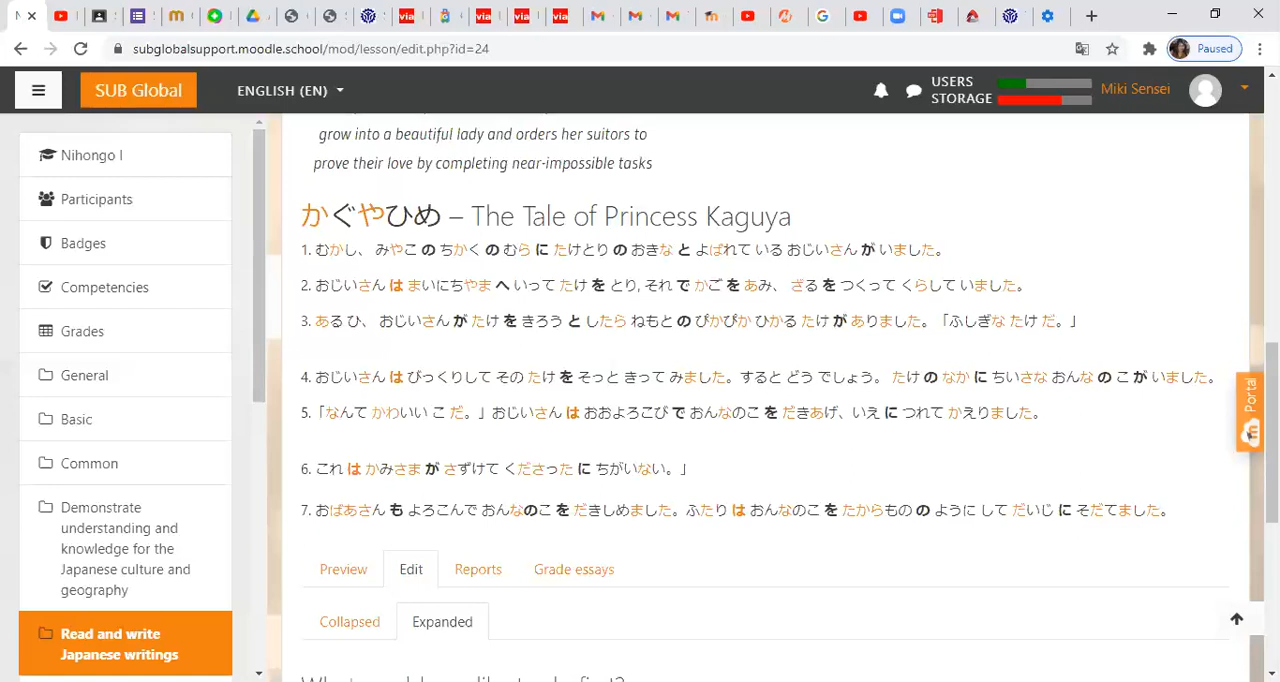 N
Paused
subglobalsupport.moodle.school/mod/lesson/edit.php?id=24
SUB Global
ENGLISH (EN)
USERS
STORAGE
Miki Sensei
Nihongo I
Participants
Badges
Competencies
Grades
General
Basic
Common
Demonstrate
understanding and
knowledge for the
Japanese culture and
geography
Read and write
Japanese writings
grow into a beautiful lady and orders her suitors to
prove their love by completing near-impossible tasks
かぐやひめ – The Tale of Princess Kaguya
1. むかし、 みやこ の ちかく の むら に たけとり の おきな と よばれて いる おじいさん が いました。
2. おじいさん は まいにちやま へ いって たけ を とり, それ で かご を あみ、 ざる を つくって くらして いました。
3. ある ひ、 おじいさん が たけ を きろう と したら ねもと の ぴかぴか ひかる たけ が ありました。「ふしぎな たけ だ。」
4. おじいさん は びっくりして その たけ を そっと きって みました。すると どう でしょう。 たけ の なか に ちいさな おんな の こ が いました。
5.「なんて かわいい こ だ。」おじいさん は おおよろこび で おんなのこ を だきあげ、いえ に つれて かえりました。
6. これ は かみさま が さずけて くださった に ちがいない。」
7. おばあさん も よろこんで おんなのこ を だきしめました。ふたり は おんなのこ を たからもの の ように して だいじ に そだてました。
Preview
Edit
Reports
Grade essays
Collapsed
Expanded
Portal